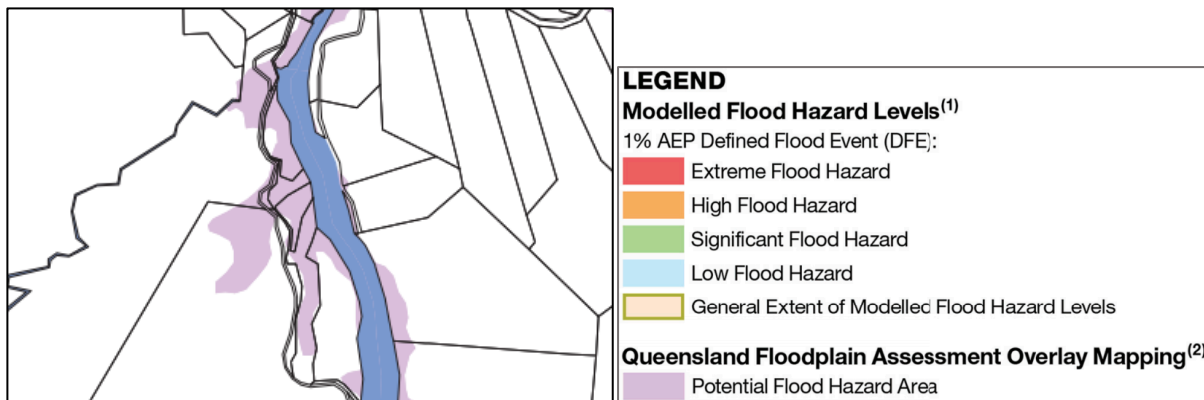 LEGEND
Modelled Flood Hazard Levels(1)
1% AEP Defined Flood Event (DFE):
Extreme Flood Hazard
High Flood Hazard
Significant Flood Hazard
Low Flood Hazard
General Extent of Modelled Flood Hazard Levels
Queensland Floodplain Assessment Overlay Mapping(2)
Potential Flood Hazard Area